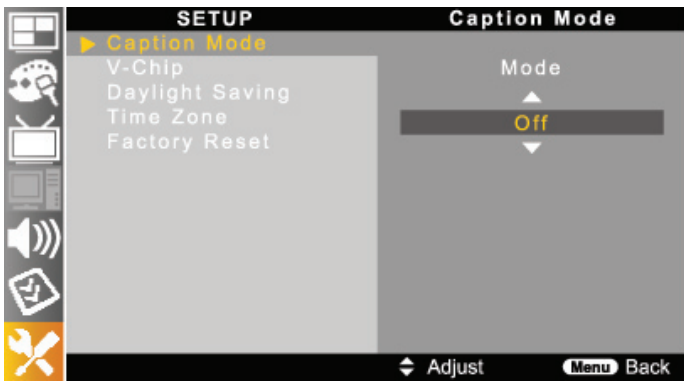 SETUP
Caption Mode
Caption Mode
V-Chip
Daylight Saving
Time Zone
Factory Reset
Mode
Off
Adjust
Menu Back